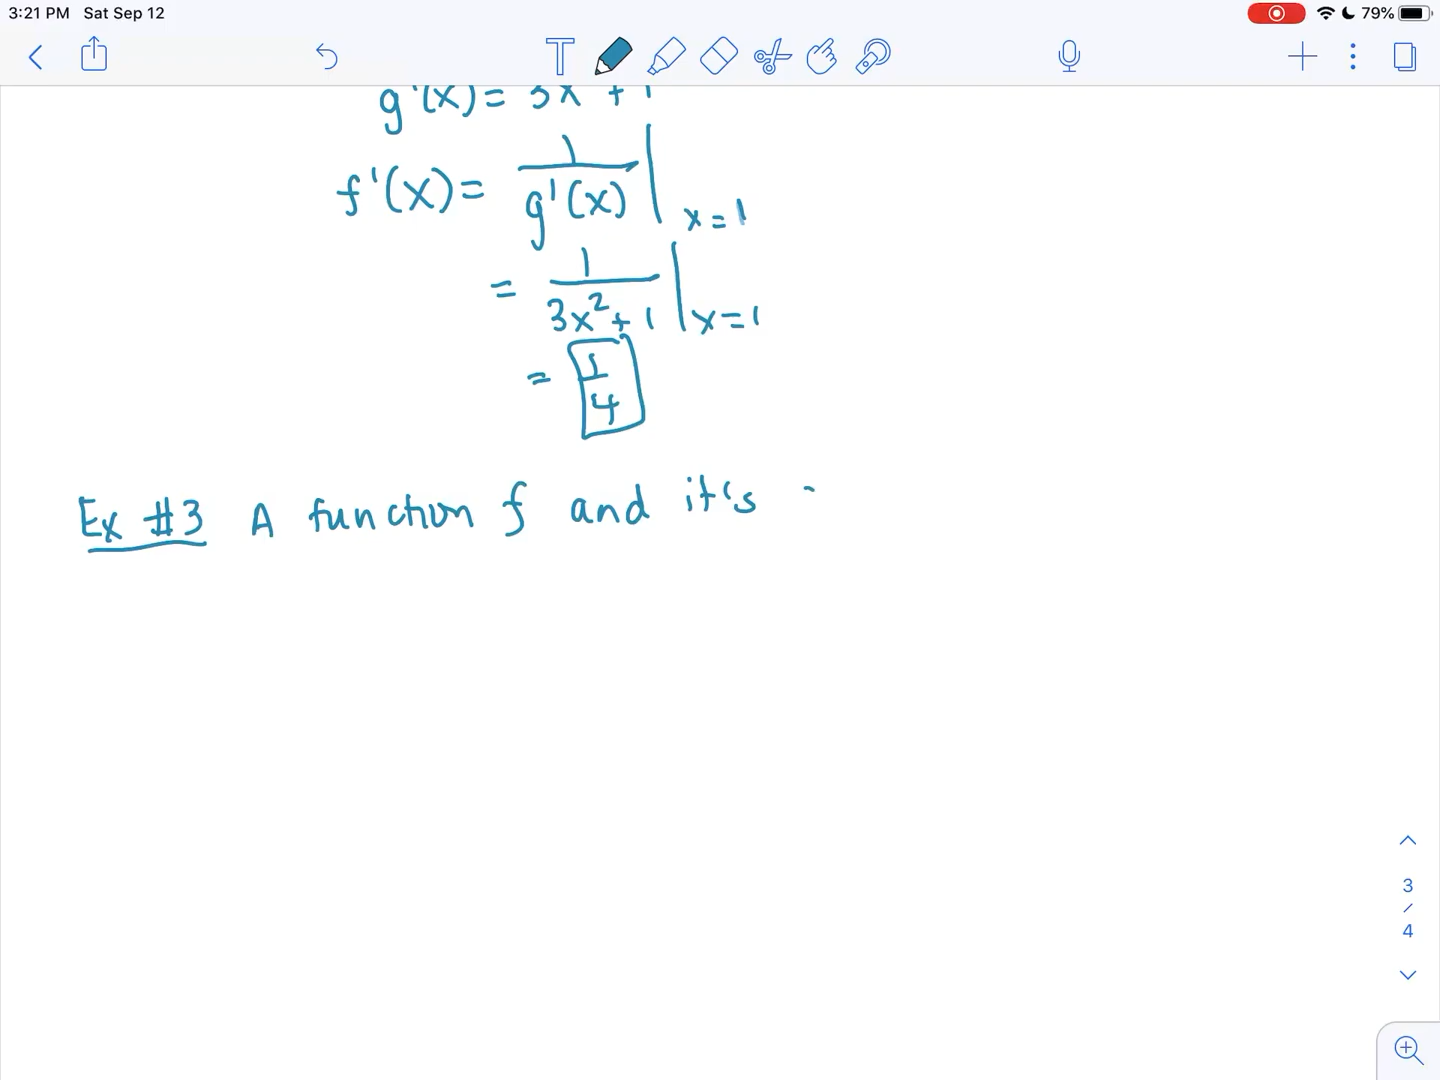 3:21 PM Sat Sep 12
79%
T
g'(x) = 3x + 1
f'(x) = 1/g'(x) | x = 1
= 1/(3x² + 1) | x = 1
= 1/4
Ex #3 A function f and it's
3
/
4